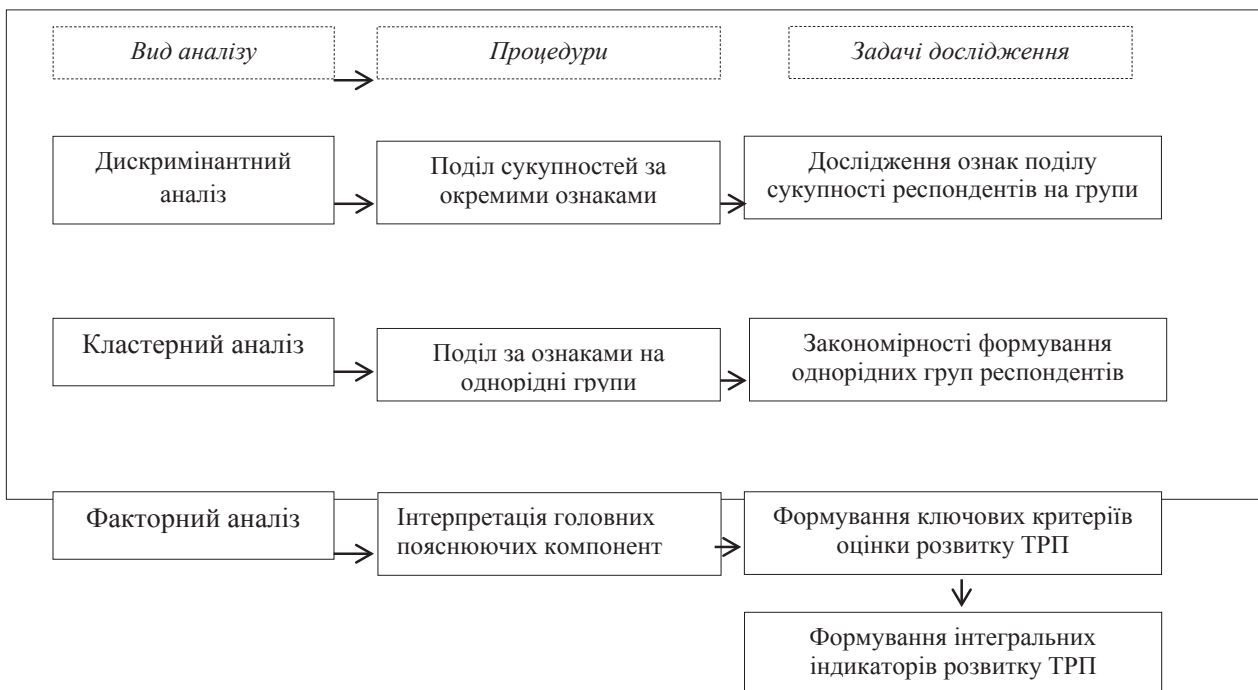 Вид аналізу
Процедури
Задачі дослідження
Дискримінантний
аналіз
Поділ сукупностей за
окремими ознаками
Дослідження ознак поділу
сукупності респондентів на групи
Кластерний аналіз
Поділ за ознаками на
однорідні групи
Закономірності формування
однорідних груп респондентів
Факторний аналіз
Інтерпретація головних
пояснюючих компонент
Формування ключових критеріїв
оцінки розвитку ТРП
Формування інтегральних
індикаторів розвитку ТРП